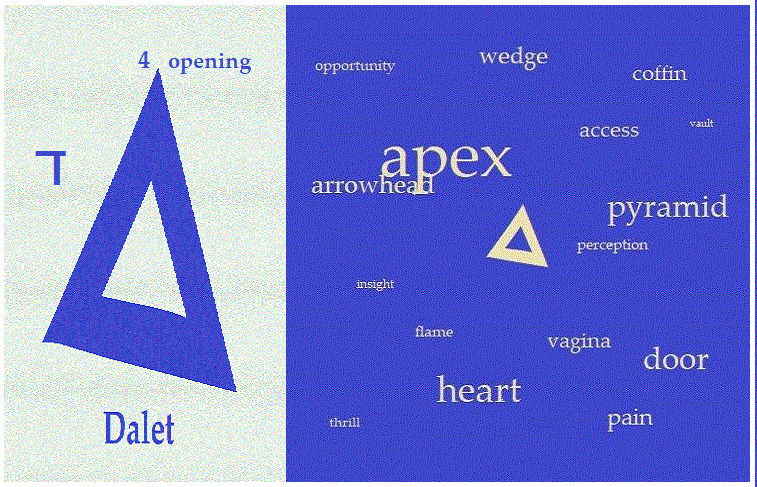 4 opening
ד
Dalet
opportunity
wedge
coffin
access
vault
apex
arrowhead
pyramid
perception
insight
flame
vagina
door
heart
thrill
pain